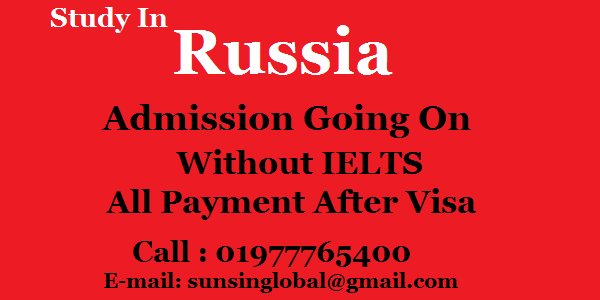 Study In
Russia
Admission Going On
Without IELTS
All Payment After Visa
Call : 01977765400
E-mail: sunsinglobal@gmail.com